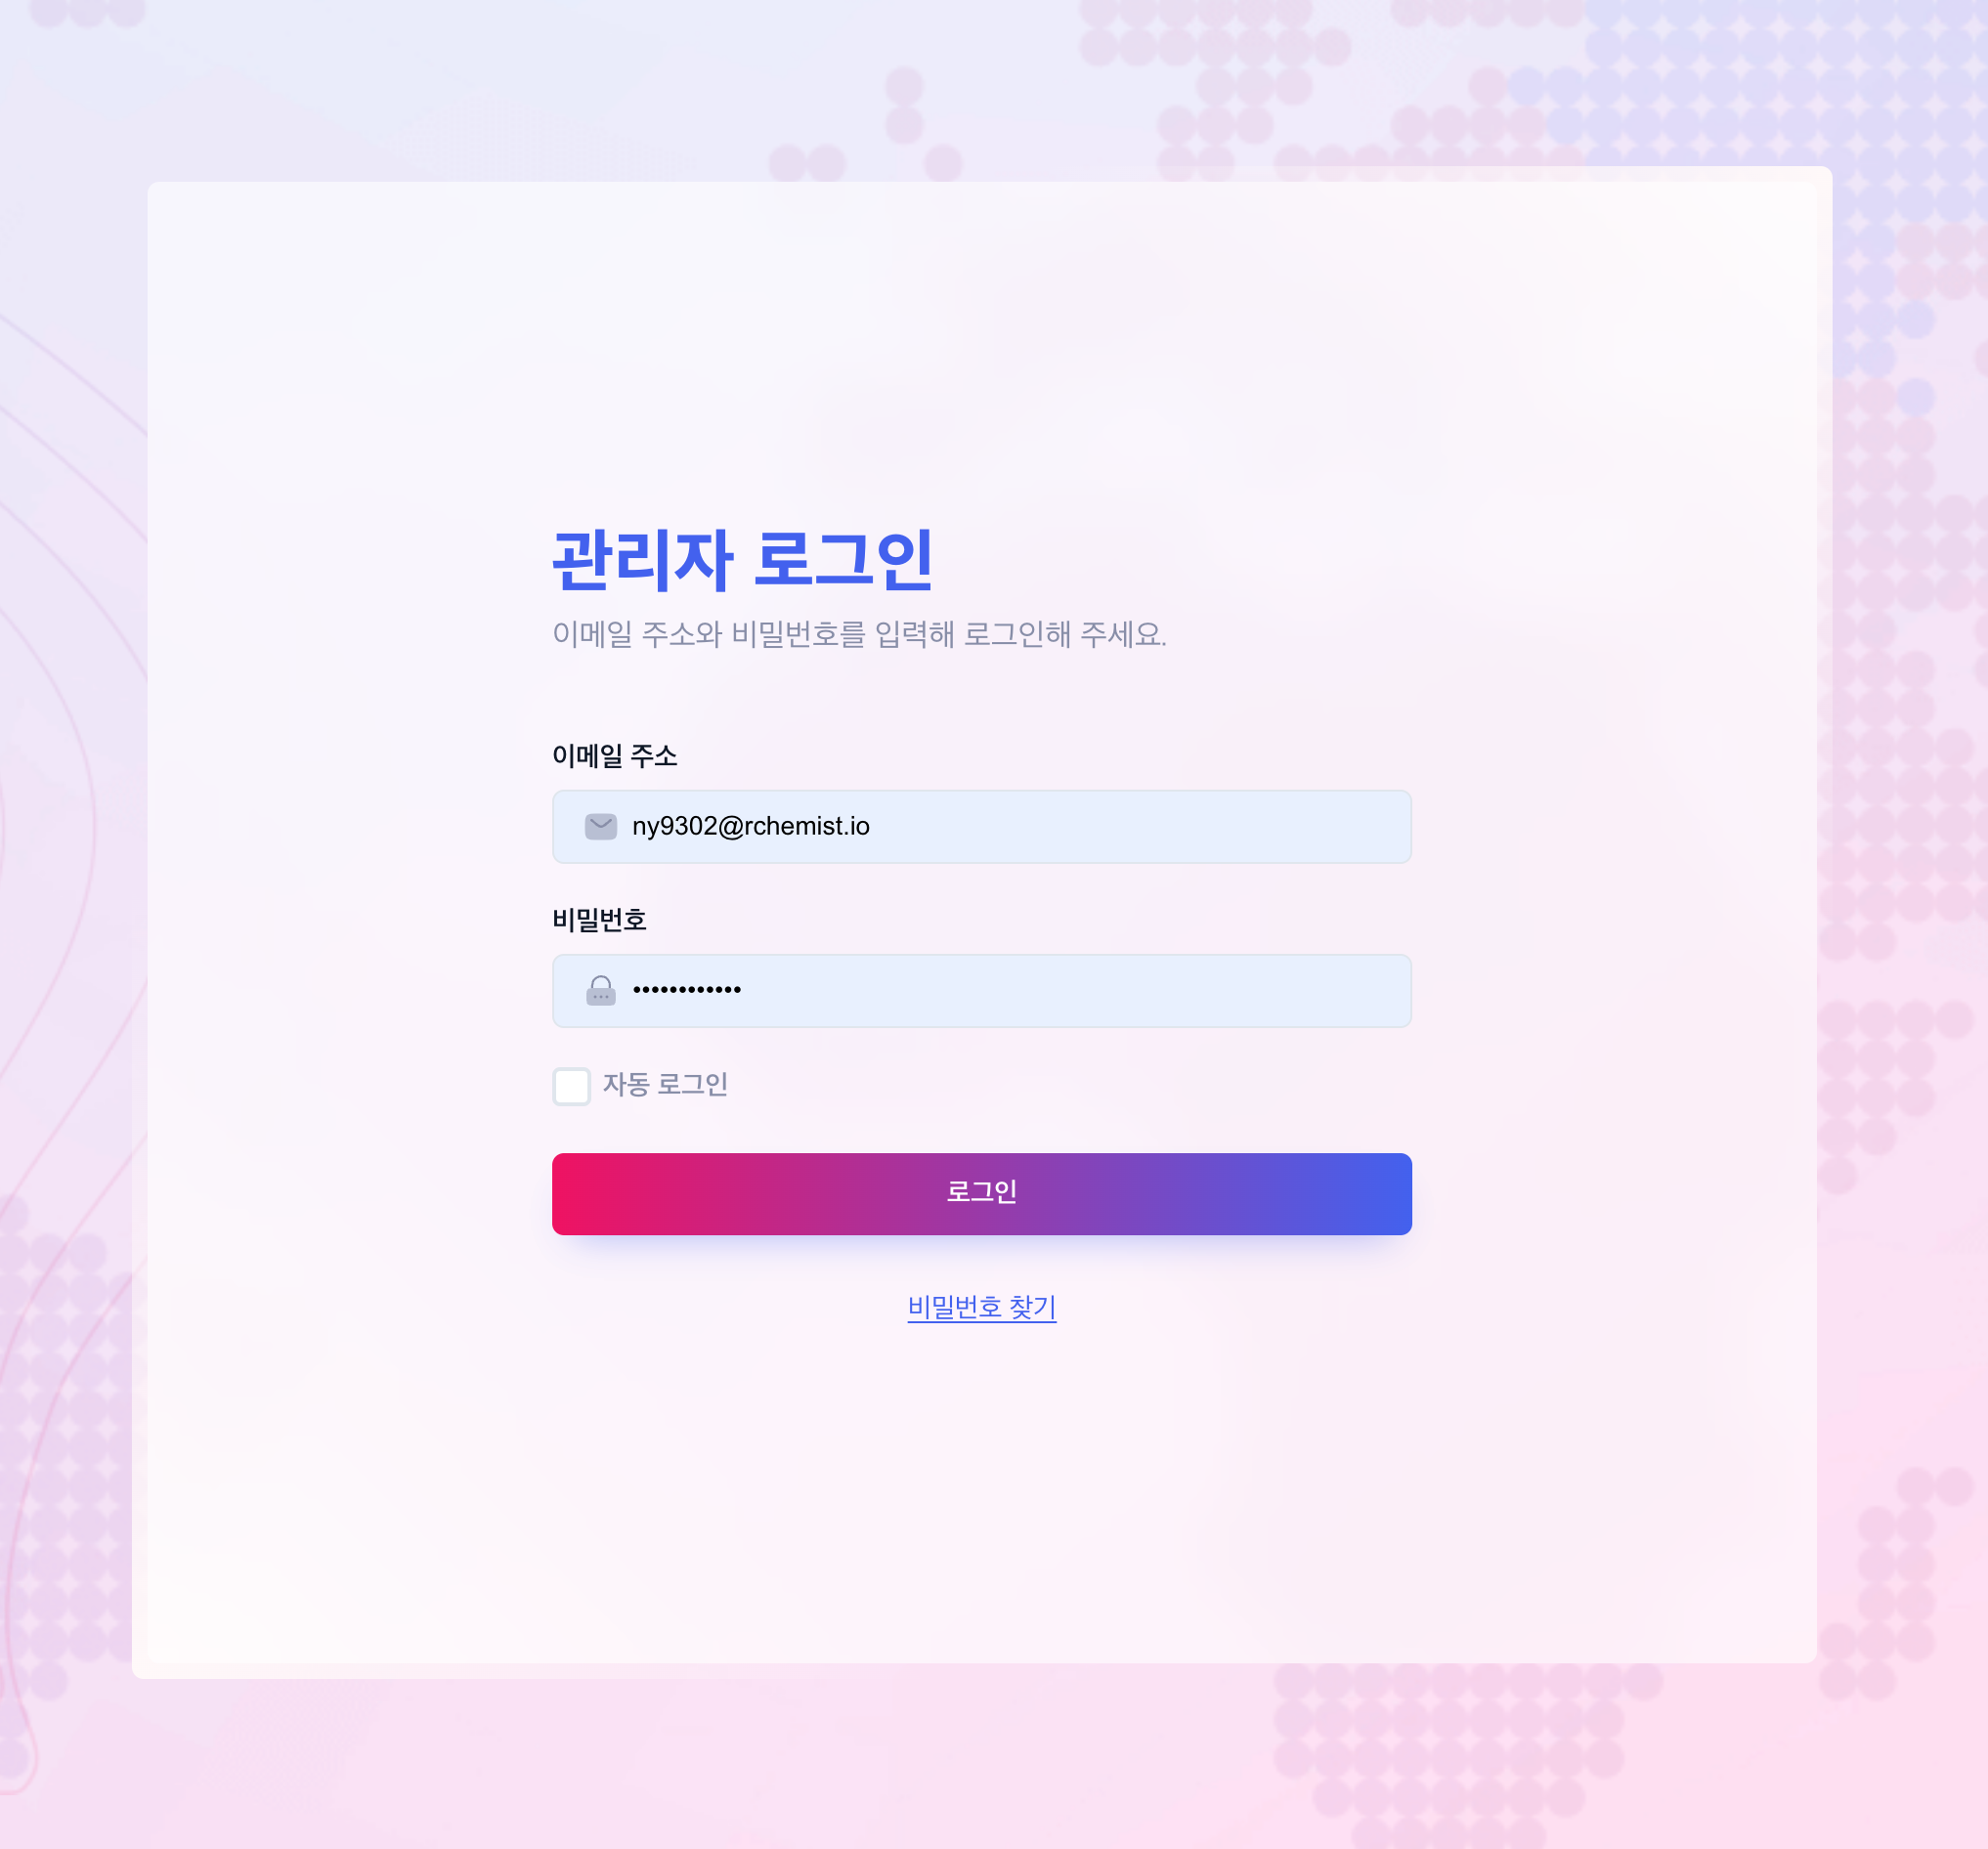 관리자 로그인
이메일 주소와 비밀번호를 입력해 로그인해 주세요.
이메일 주소
ny9302@rchemist.io
비밀번호
••••••••••••
자동 로그인
로그인
비밀번호 찾기